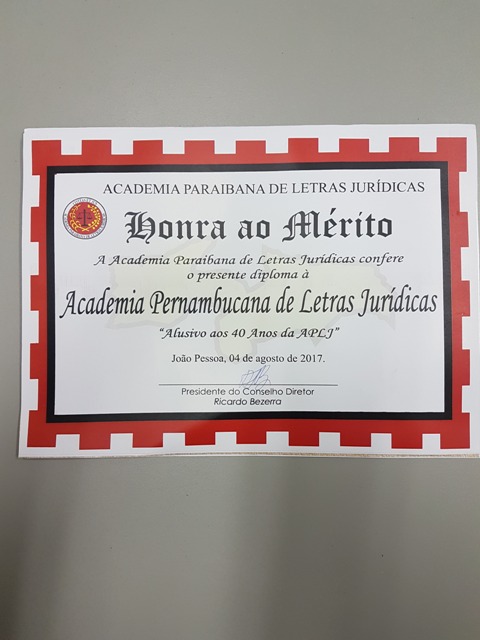 ACADEMIA PARAIBANA DE LETRAS JURÍDICAS
Honra ao Mérito
A Academia Paraibana de Letras Jurídicas confere
o presente diploma à
Academia Pernambucana de Letras Jurídicas
"Alusivo aos 40 Anos da APLJ"
João Pessoa, 04 de agosto de 2017.
Presidente do Conselho Diretor
Ricardo Bezerra